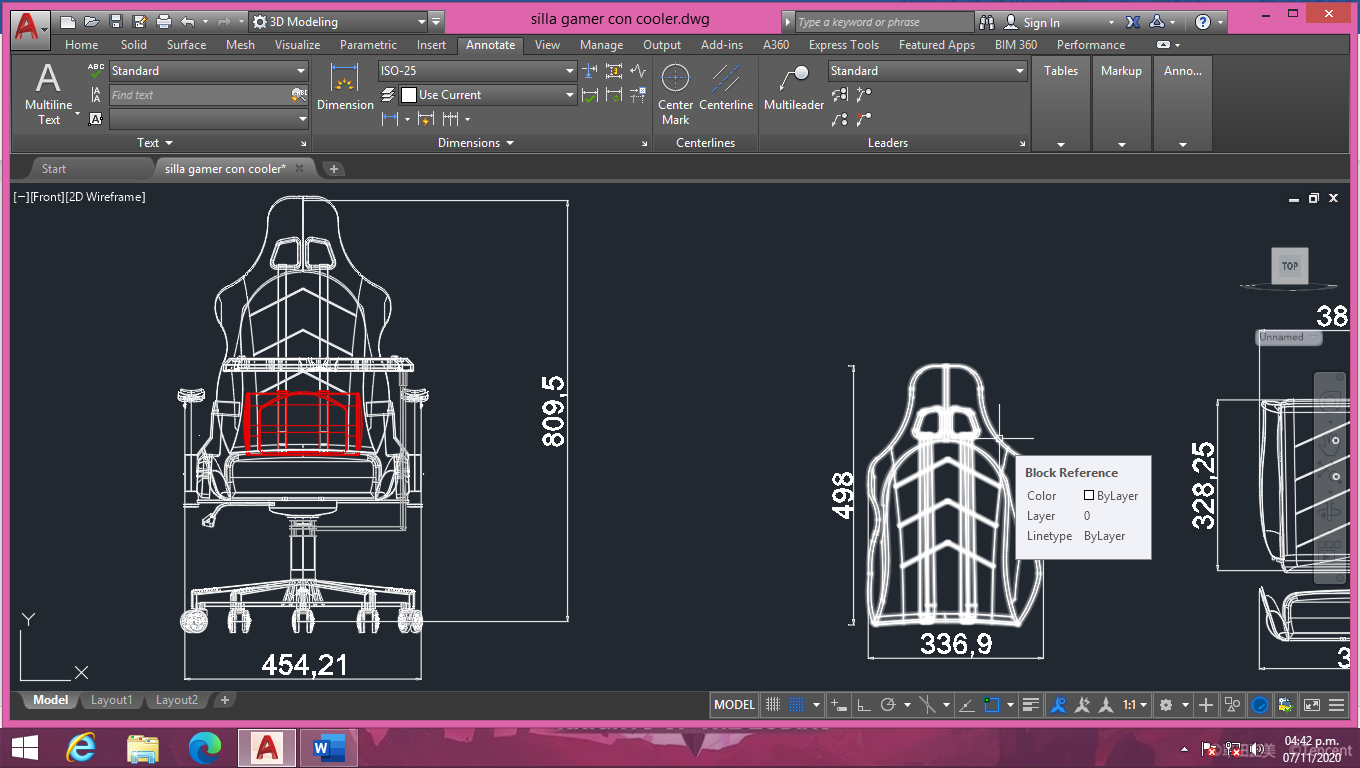 silla gamer con cooler.dwg
3D Modeling
Type a keyword or phrase
Sign In
Home Solid Surface Mesh Visualize Parametric Insert Annotate View Manage Output Add-ins A360 Express Tools Featured Apps BIM 360 Performance
Multiline
Text
ABC
Standard
Find text
A
Text
Dimension
ISO-25
Use Current
Dimensions
Center
Mark
Centerline
Centerlines
Multileader
Standard
Leaders
Tables
Markup
Anno...
Start
silla gamer con cooler*
[−][Front][2D Wireframe]
TOP
Unnamed
809,5
454,21
498
336,9
328,25
38
3
Block Reference
Color ByLayer
Layer 0
Linetype ByLayer
Y
X
Model Layout1 Layout2
MODEL
1:1
04:42 p.m.
07/11/2020